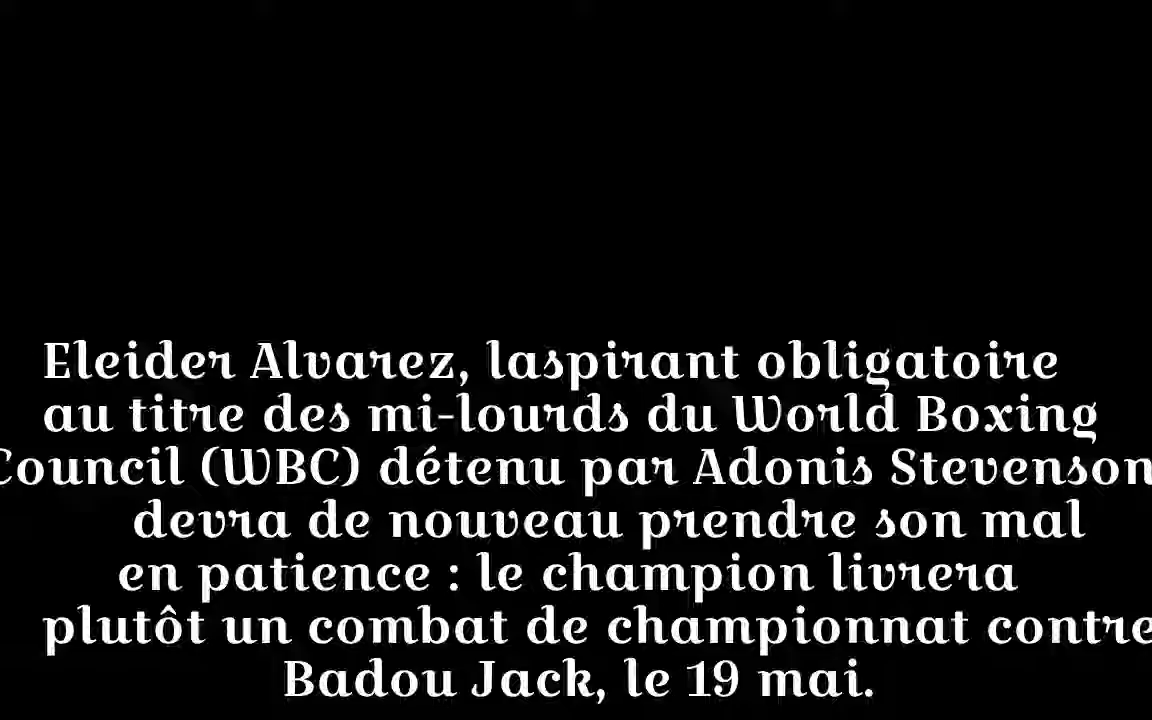 Eleider Alvarez, laspirant obligatoire
au titre des mi-lourds du World Boxing
Council (WBC) détenu par Adonis Stevenson
devra de nouveau prendre son mal
en patience : le champion livrera
plutôt un combat de championnat contre
Badou Jack, le 19 mai.